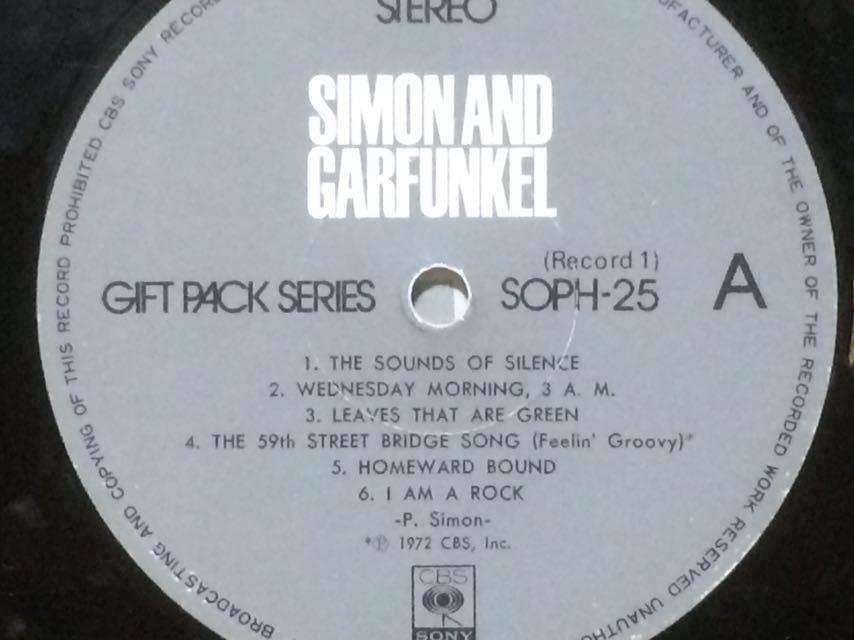 STEREO
SIMON AND
GARFUNKEL
(Record 1)
GIFT PACK SERIES SOPH-25 A
1. THE SOUNDS OF SILENCE
2. WEDNESDAY MORNING, 3 A. M.
3. LEAVES THAT ARE GREEN
4. THE 59th STREET BRIDGE SONG (Feelin' Groovy)*
5. HOMEWARD BOUND
6. I AM A ROCK
-P. Simon-
*℗ 1972 CBS, Inc.
CBS
SONY
MANUFACTURER AND OF THE OWNER OF THE RECORDED WORK RESERVED UNAUTHO
BROADCASTING AND COPYING OF THIS RECORD PROHIBITED CBS SONY RECOR